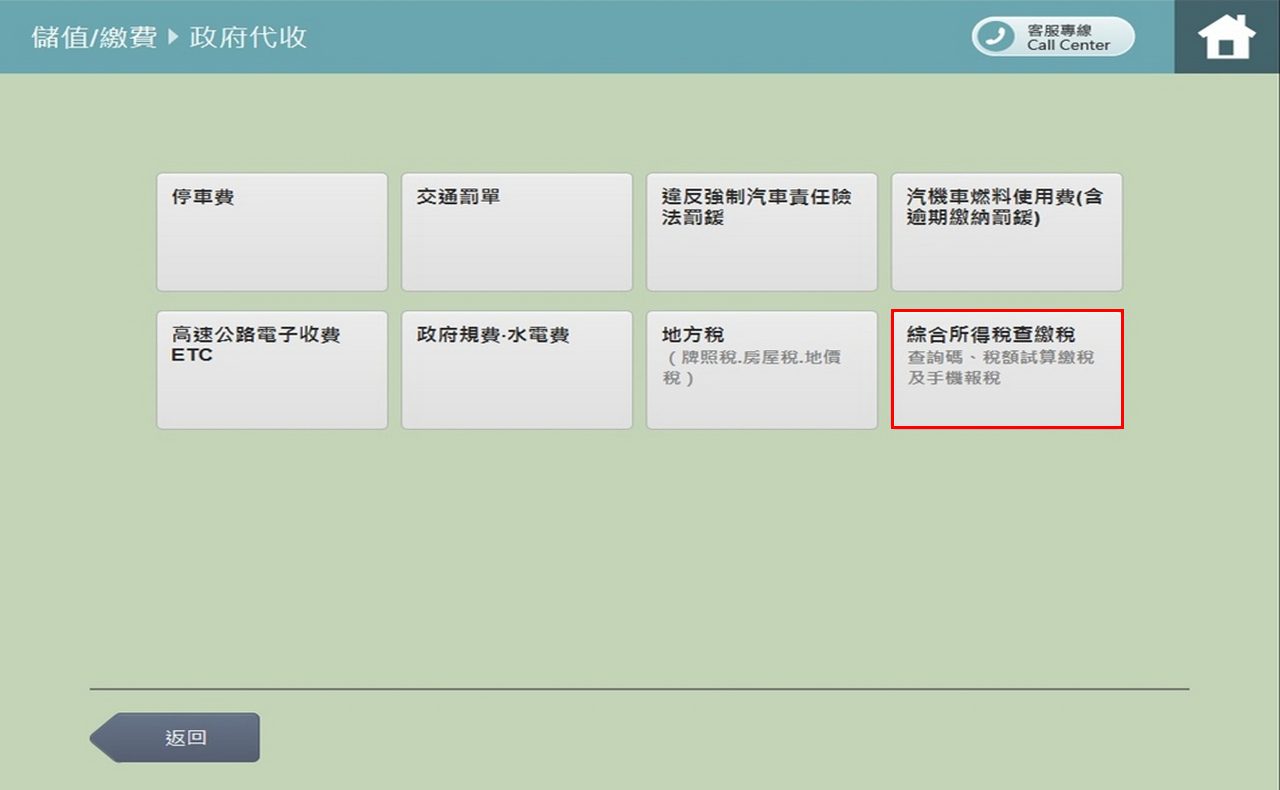 儲值/繳費 ▶ 政府代收
客服專線
Call Center
停車費
交通罰單
違反強制汽車責任險
法罰鍰
汽機車燃料使用費(含
逾期繳納罰鍰)
高速公路電子收費
ETC
政府規費‧水電費
地方稅
（牌照稅.房屋稅.地價
稅）
綜合所得稅查繳稅
查詢碼、稅額試算繳稅
及手機報稅
返回